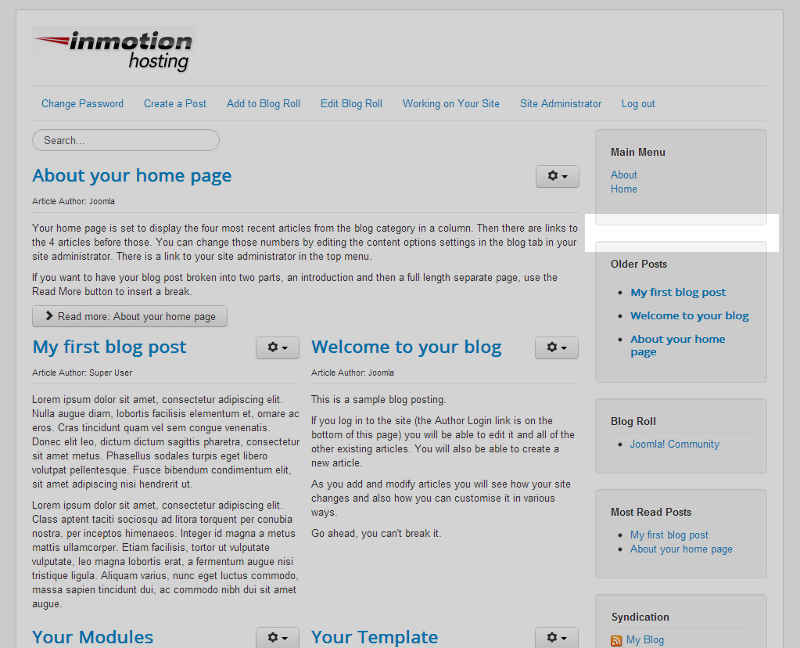 inmotion
hosting
Change Password Create a Post Add to Blog Roll Edit Blog Roll Working on Your Site Site Administrator Log out
Search...
About your home page
Article Author: Joomla
Your home page is set to display the four most recent articles from the blog category in a column. Then there are links to
the 4 articles before those. You can change those numbers by editing the content options settings in the blog tab in your
site administrator. There is a link to your site administrator in the top menu.
If you want to have your blog post broken into two parts, an introduction and then a full length separate page, use the
Read More button to insert a break.
Read more: About your home page
My first blog post
Article Author: Super User
Lorem ipsum dolor sit amet, consectetur adipiscing elit.
Nulla augue diam, lobortis facilisis elementum et, ornare ac
eros. Cras tincidunt quam vel sem congue venenatis.
Donec elit leo, dictum dictum sagittis pharetra, consectetur
sit amet metus. Phasellus sodales turpis eget libero
volutpat pellentesque. Fusce bibendum condimentum elit,
sit amet adipiscing nisi hendrerit ut.
Lorem ipsum dolor sit amet, consectetur adipiscing elit.
Class aptent taciti sociosqu ad litora torquent per conubia
nostra, per inceptos himenaeos. Integer id magna a metus
mattis ullamcorper. Etiam facilisis, tortor ut vulputate
vulputate, leo magna lobortis erat, a fermentum augue nisi
tristique ligula. Aliquam varius, nunc eget luctus commodo,
massa sapien tincidunt dui, ac commodo nibh dui sit amet
augue.
Welcome to your blog
Article Author: Joomla
This is a sample blog posting.
If you log in to the site (the Author Login link is on the
bottom of this page) you will be able to edit it and all of the
other existing articles. You will also be able to create a
new article.
As you add and modify articles you will see how your site
changes and also how you can customise it in various
ways.
Go ahead, you can't break it.
Your Modules
Your Template
Main Menu
About
Home
Older Posts
My first blog post
Welcome to your blog
About your home
page
Blog Roll
Joomla! Community
Most Read Posts
My first blog post
About your home page
Syndication
My Blog